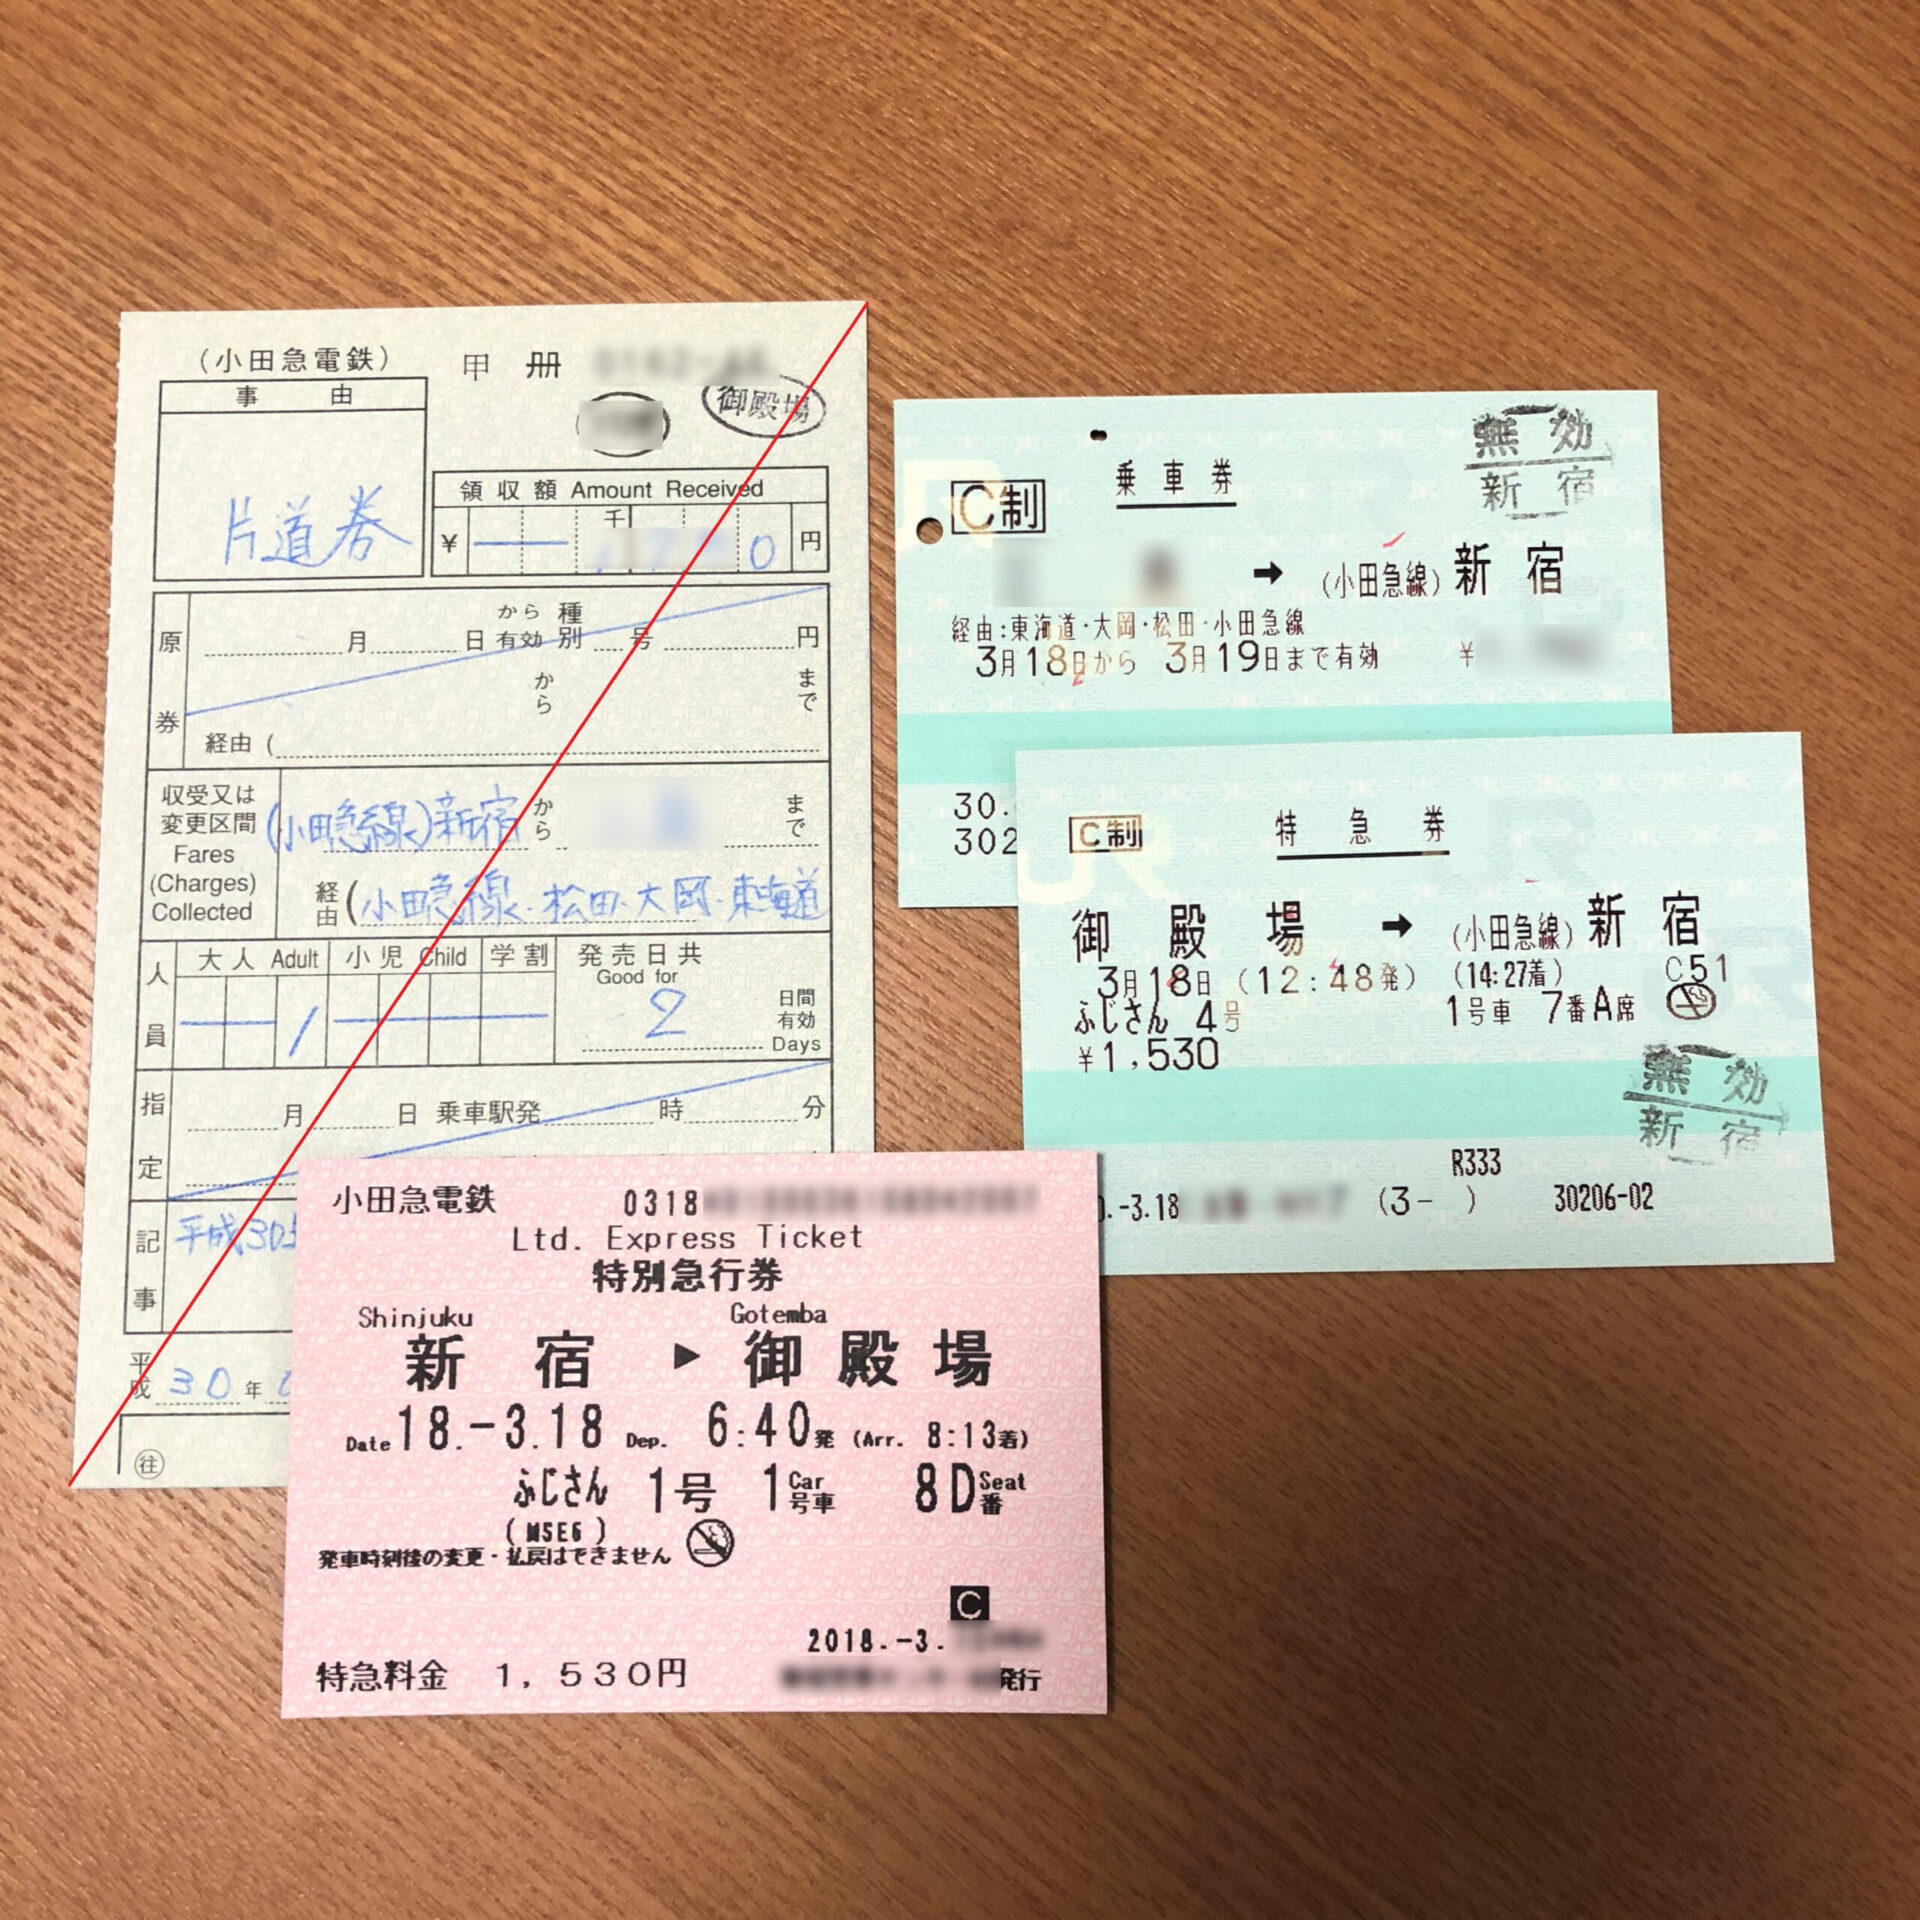 (小田急電鉄)
甲 冊
事 由
御殿場
片道券
領収額 Amount Received
千
¥ 0 円
原券
月 日 から有効 種別 号 円
から まで
経由 (
収受又は変更区間
Fares
(Charges)
Collected
(小田急線)新宿 から まで
経由 (小田急線・松田・大岡・東海道
人員
大人 Adult 小児 Child 学割
発売日共
Good for
1
2
日間
有効
Days
指定
月 日 乗車駅発 時 分
記事
平成30
平成 30 年
往
C制
乗車券
無効
新宿
➡ (小田急線) 新宿
経由:東海道・大岡・松田・小田急線
3月18日から 3月19日まで有効 ¥
30.
302
C制
特急券
御殿場 ➡ (小田急線) 新宿
3月18日 (12:48発) (14:27着) C51
ふじさん 4号 1号車 7番A席
¥1,530
無効
新宿
R333
.-3.18 (3- ) 30206-02
小田急電鉄 0318
Ltd. Express Ticket
特別急行券
Shinjuku Gotemba
新宿 ▶ 御殿場
Date 18.-3.18 Dep. 6:40発 (Arr. 8:13着)
ふじさん 1号 1 Car号車 8D Seat番
(MSE6)
発車時刻後の変更・払戻はできません
C
2018.-3.
特急料金 1,530円 発行